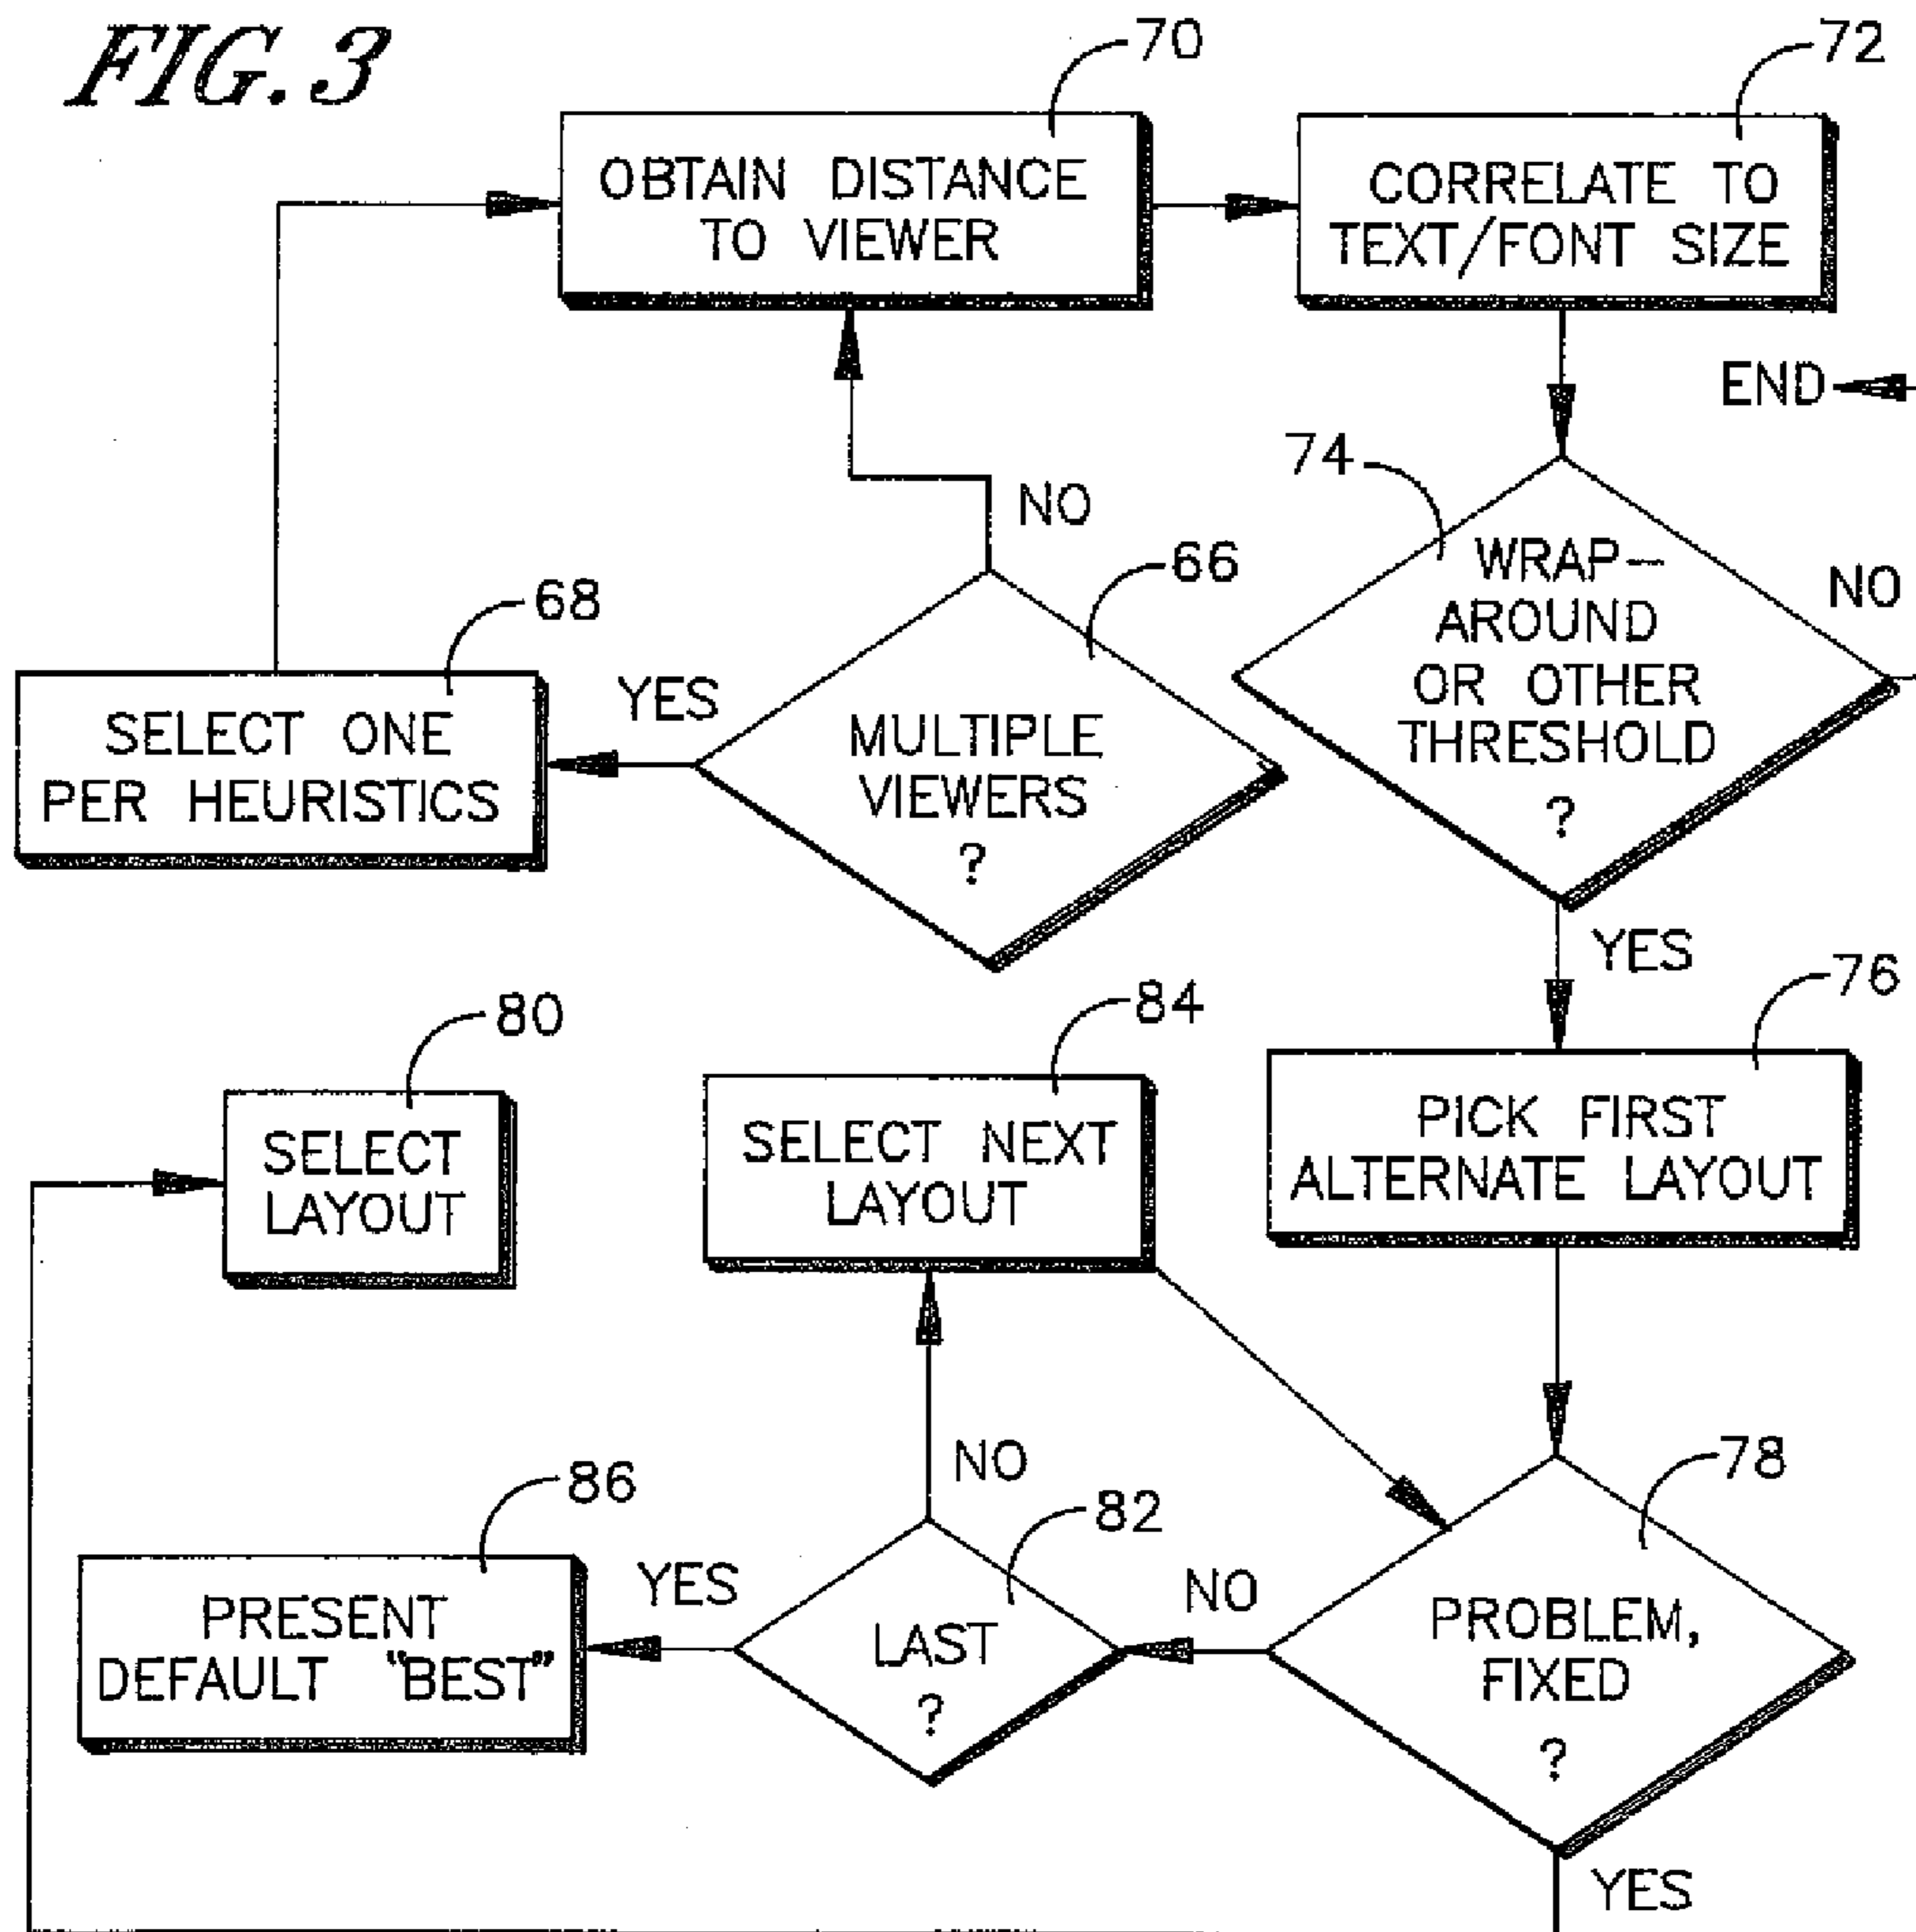 FIG. 3
70
72
OBTAIN DISTANCE
TO VIEWER
CORRELATE TO
TEXT/FONT SIZE
END
74
NO
66
WRAP-
AROUND
OR OTHER
THRESHOLD
?
NO
68
YES
SELECT ONE
PER HEURISTICS
MULTIPLE
VIEWERS
?
YES
76
80
84
SELECT
LAYOUT
SELECT NEXT
LAYOUT
PICK FIRST
ALTERNATE LAYOUT
NO
78
86
82
YES
NO
PRESENT
DEFAULT "BEST"
LAST
?
PROBLEM,
FIXED
?
YES